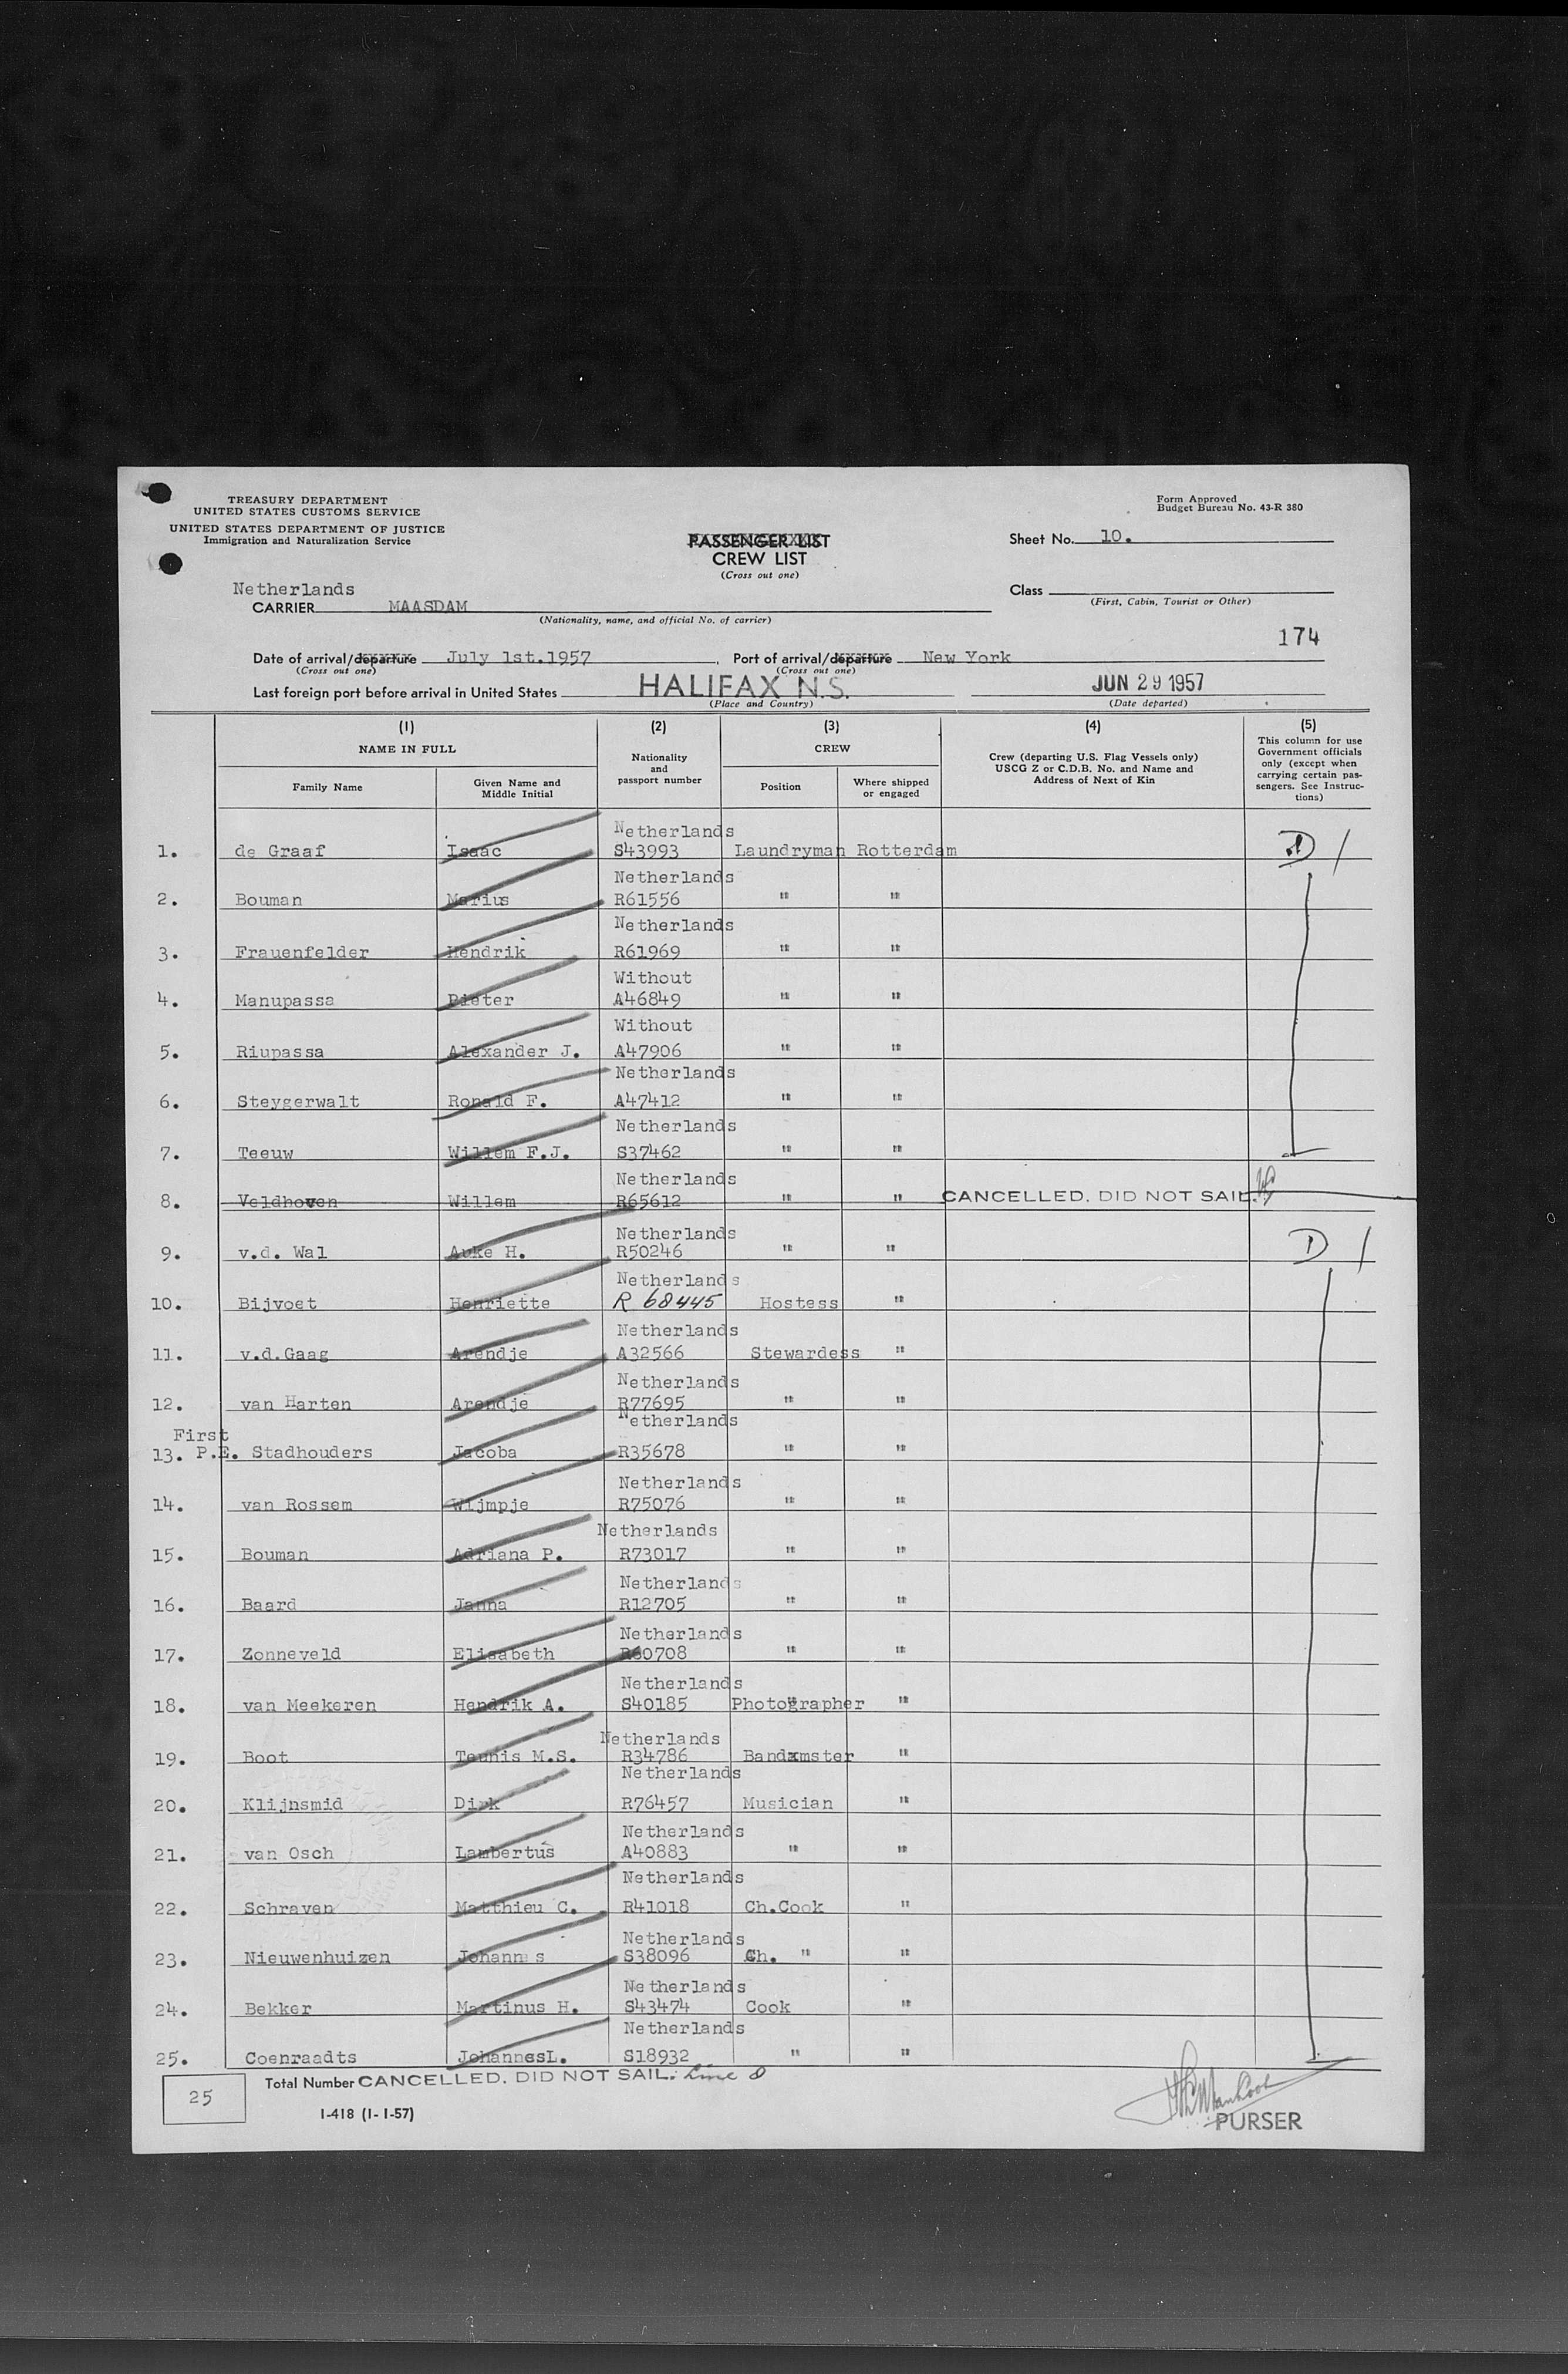 TREASURY DEPARTMENT
UNITED STATES CUSTOMS SERVICE
UNITED STATES DEPARTMENT OF JUSTICE
Immigration and Naturalization Service
Form Approved
Budget Bureau No. 43-R 380
PASSENGER LIST
CREW LIST
(Cross out one)
Sheet No. 10.
Netherlands
CARRIER MAASDAM
(Nationality, name, and official No. of carrier)
Class
(First, Cabin, Tourist or Other)
174
Date of arrival/departure July 1st.1957, Port of arrival/departure New York
(Cross out one) (Cross out one)
Last foreign port before arrival in United States HALIFAX N.S. JUN 29 1957
(Place and Country) (Date departed)
(1) (2) (3) (4) (5)
NAME IN FULL
Family Name
Given Name and
Middle Initial
Nationality
and
passport number
CREW
Position
Where shipped
or engaged
Crew (departing U.S. Flag Vessels only)
USCG Z or C.D.B. No. and Name and
Address of Next of Kin
This column for use
Government officials
only (except when
carrying certain pas-
sengers. See Instruc-
tions)
Netherlands
1. de Graaf Isaac S43993 Laundryman Rotterdam D /
Netherlands
2. Bouman Marius R61556 " "
Netherlands
3. Frauenfelder Hendrik R61969 " "
Without
4. Manupassa Pieter A46849 " "
Without
5. Riupassa Alexander J. A47906 " "
Netherlands
6. Steygerwalt Ronald F. A47412 " "
Netherlands
7. Teeuw Willem F.J. S37462 " "
Netherlands
8. Veldhoven Willem R65612 " " CANCELLED. DID NOT SAIL.
Netherlands
9. v.d. Wal Auke H. R50246 " " D /
Netherlands
10. Bijvoet Henriette R 68445 Hostess "
Netherlands
11. v.d.Gaag Arendje A32566 Stewardess "
Netherlands
12. van Harten Arendje R77695 " "
Netherlands
First
13. P.E. Stadhouders Jacoba R35678 " "
Netherlands
14. van Rossem Wijmpje R75076 " "
Netherlands
15. Bouman Adriana P. R73017 " "
Netherlands
16. Baard Janna R12705 " "
Netherlands
17. Zonneveld Elisabeth R60708 " "
Netherlands
18. van Meekeren Hendrik A. S40185 Photographer "
Netherlands
19. Boot Teunis M.S. R34786 Bandxmster "
Netherlands
20. Klijnsmid Dirk R76457 Musician "
Netherlands
21. van Osch Lambertus A40883 " "
Netherlands
22. Schraven Matthieu C. R41018 Ch.Cook "
Netherlands
23. Nieuwenhuizen Johannes S38096 Ch. " "
Netherlands
24. Bekker Martinus H. S43474 Cook "
Netherlands
25. Coenraadts JohannesL. S18932 " "
25
Total Number CANCELLED. DID NOT SAIL. Line 8
I-418 (1-1-57)
PURSER